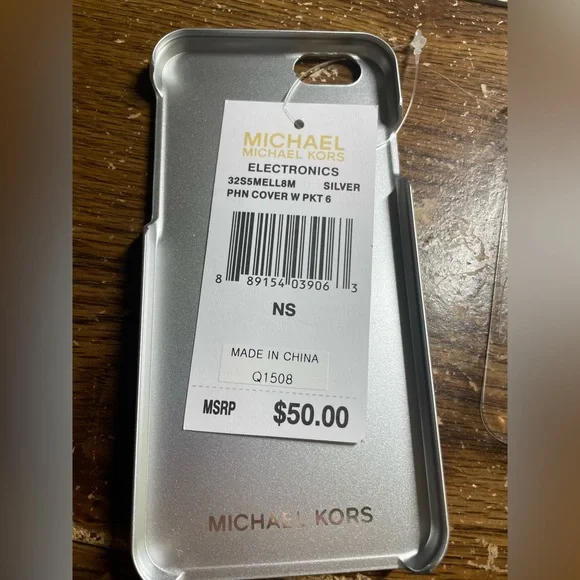 MICHAEL
MICHAEL KORS
ELECTRONICS
32S5MELL8M SILVER
PHN COVER W PKT 6
8 89154 03906 3
NS
MADE IN CHINA
Q1508
MSRP $50.00
MICHAEL KORS